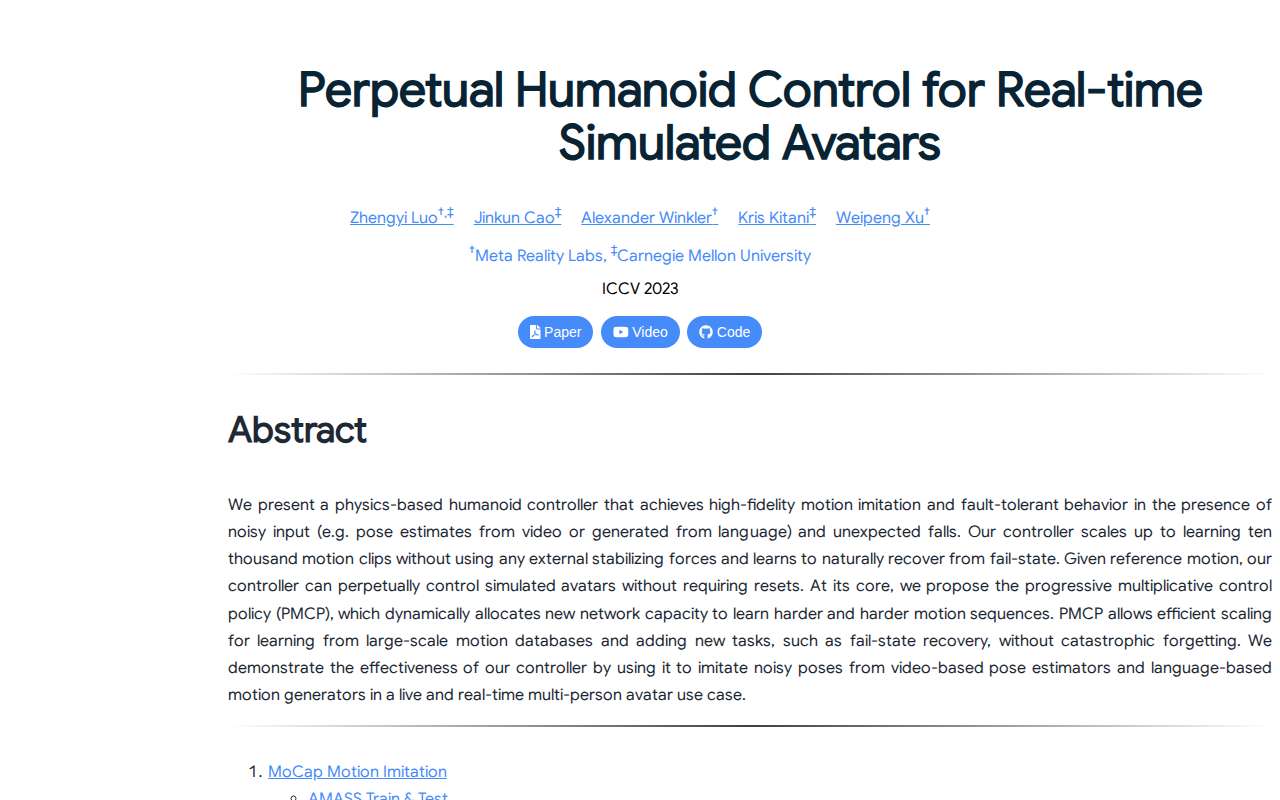 Perpetual Humanoid Control for Real-time
Simulated Avatars
Zhengyi Luo†,‡ Jinkun Cao‡ Alexander Winkler† Kris Kitani‡ Weipeng Xu†
†Meta Reality Labs, ‡Carnegie Mellon University
ICCV 2023
Paper Video Code
Abstract
We present a physics-based humanoid controller that achieves high-fidelity motion imitation and fault-tolerant behavior in the presence of
noisy input (e.g. pose estimates from video or generated from language) and unexpected falls. Our controller scales up to learning ten
thousand motion clips without using any external stabilizing forces and learns to naturally recover from fail-state. Given reference motion, our
controller can perpetually control simulated avatars without requiring resets. At its core, we propose the progressive multiplicative control
policy (PMCP), which dynamically allocates new network capacity to learn harder and harder motion sequences. PMCP allows efficient scaling
for learning from large-scale motion databases and adding new tasks, such as fail-state recovery, without catastrophic forgetting. We
demonstrate the effectiveness of our controller by using it to imitate noisy poses from video-based pose estimators and language-based
motion generators in a live and real-time multi-person avatar use case.
1. MoCap Motion Imitation
AMASS Train & Test